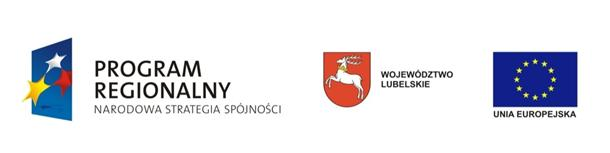 PROGRAM
REGIONALNY
NARODOWA STRATEGIA SPÓJNOŚCI
WOJEWÓDZTWO
LUBELSKIE
UNIA EUROPEJSKA